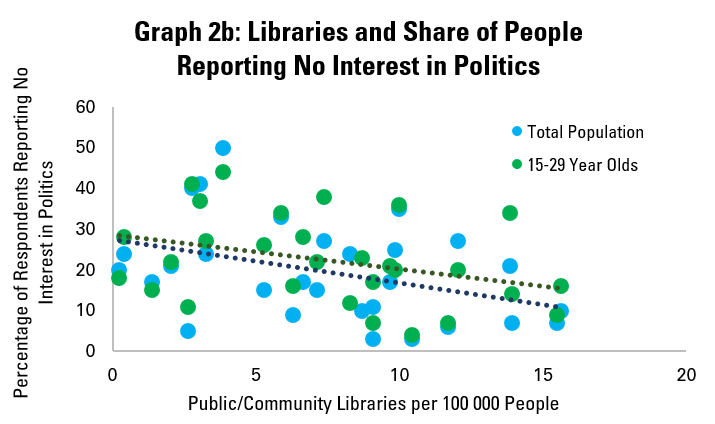 Graph 2b: Libraries and Share of People
Reporting No Interest in Politics
Percentage of Respondents Reporting No
Interest in Politics
60
50
40
30
20
10
0
Total Population
15-29 Year Olds
0 5 10 15 20
Public/Community Libraries per 100 000 People